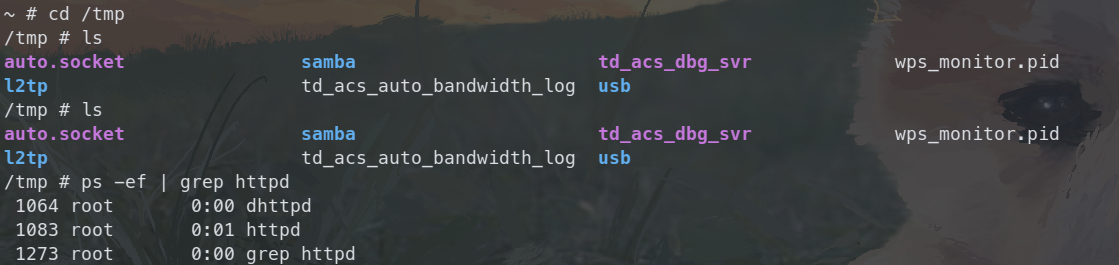 ~ # cd /tmp
/tmp # ls
auto.socket samba td_acs_dbg_svr wps_monitor.pid
l2tp td_acs_auto_bandwidth_log usb
/tmp # ls
auto.socket samba td_acs_dbg_svr wps_monitor.pid
l2tp td_acs_auto_bandwidth_log usb
/tmp # ps -ef | grep httpd
1064 root 0:00 dhttpd
1083 root 0:01 httpd
1273 root 0:00 grep httpd